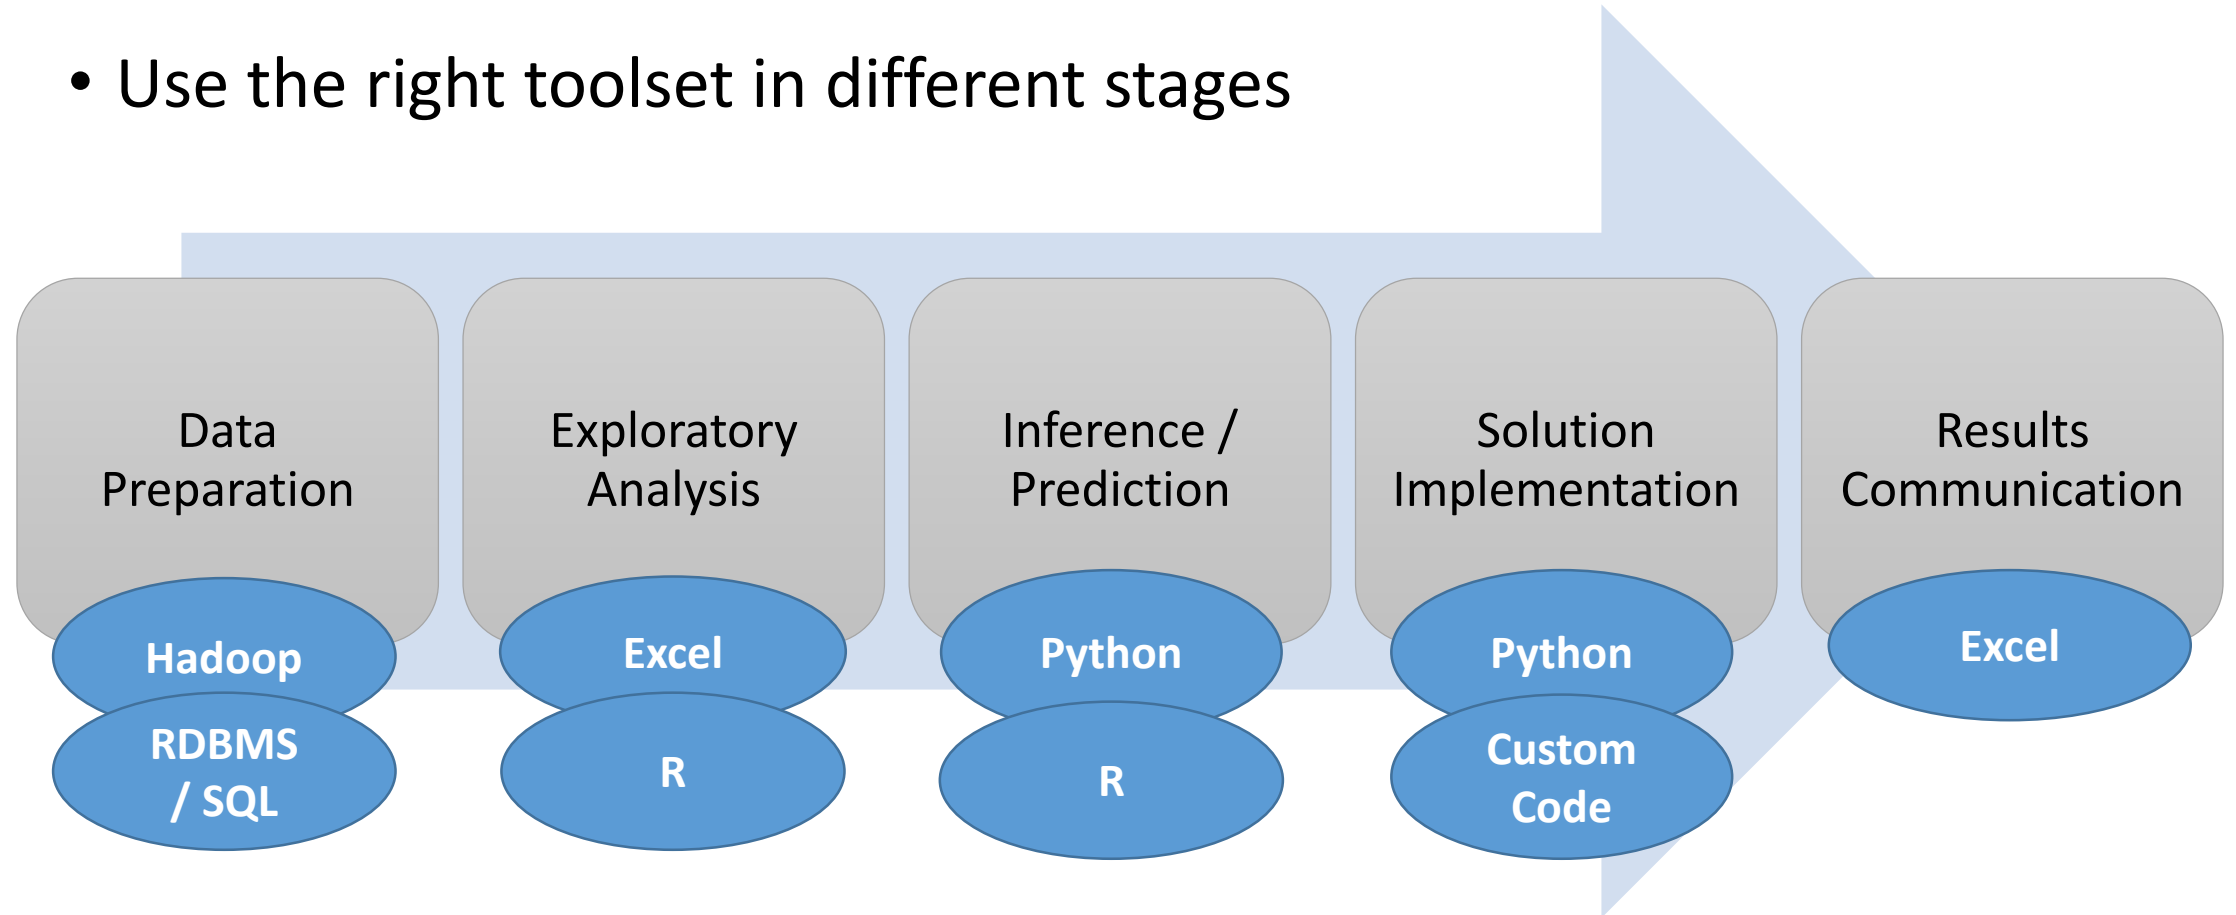 • Use the right toolset in different stages
Data
Preparation
Exploratory
Analysis
Inference /
Prediction
Solution
Implementation
Results
Communication
Hadoop
RDBMS
/ SQL
Excel
R
Python
R
Python
Custom
Code
Excel